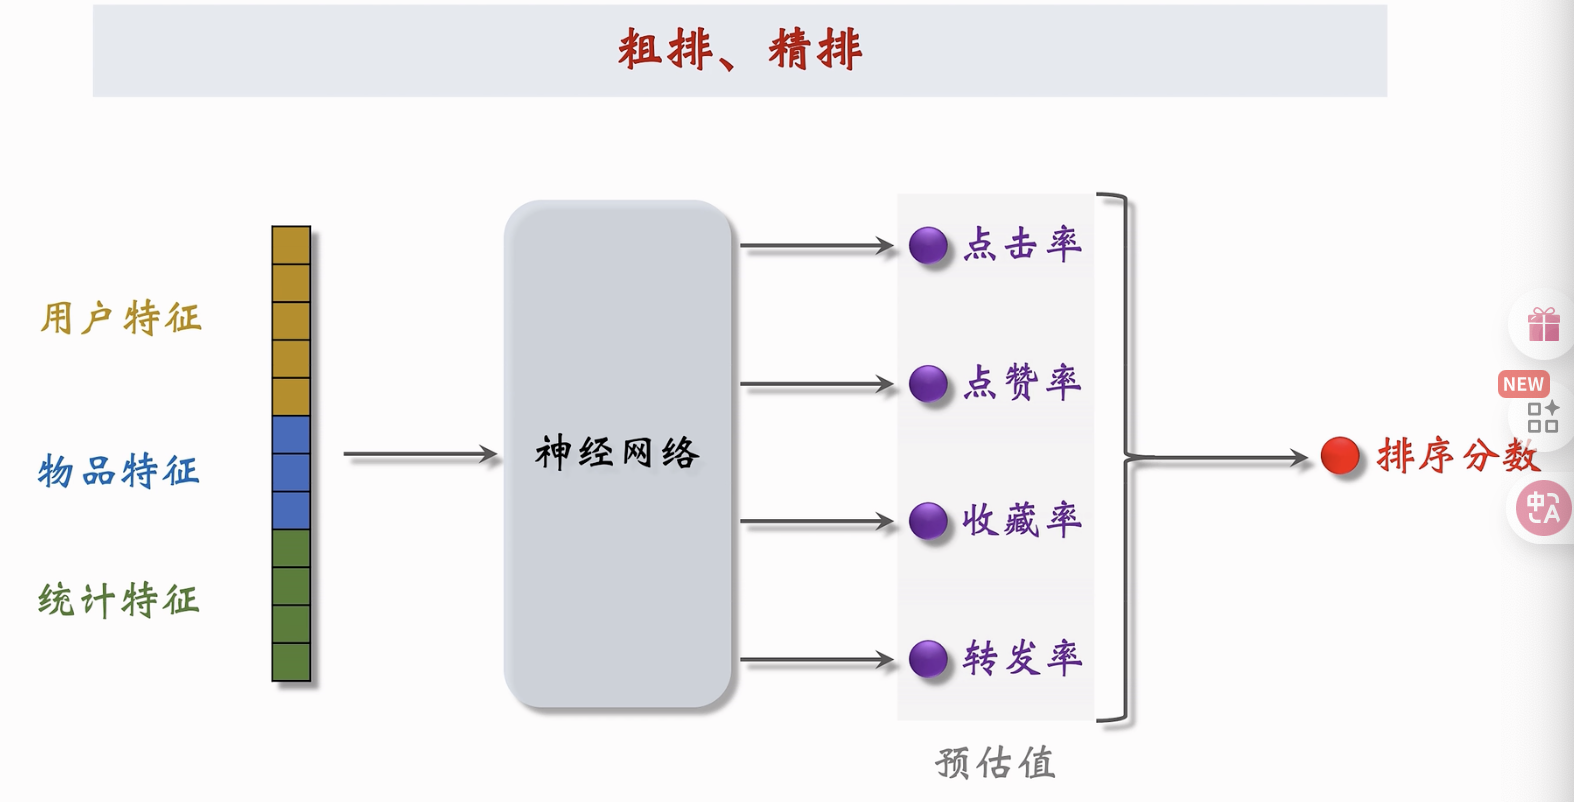 粗排、精排
用户特征
物品特征
统计特征
神经网络
点击率
点赞率
收藏率
转发率
预估值
排序分数
NEW
中A